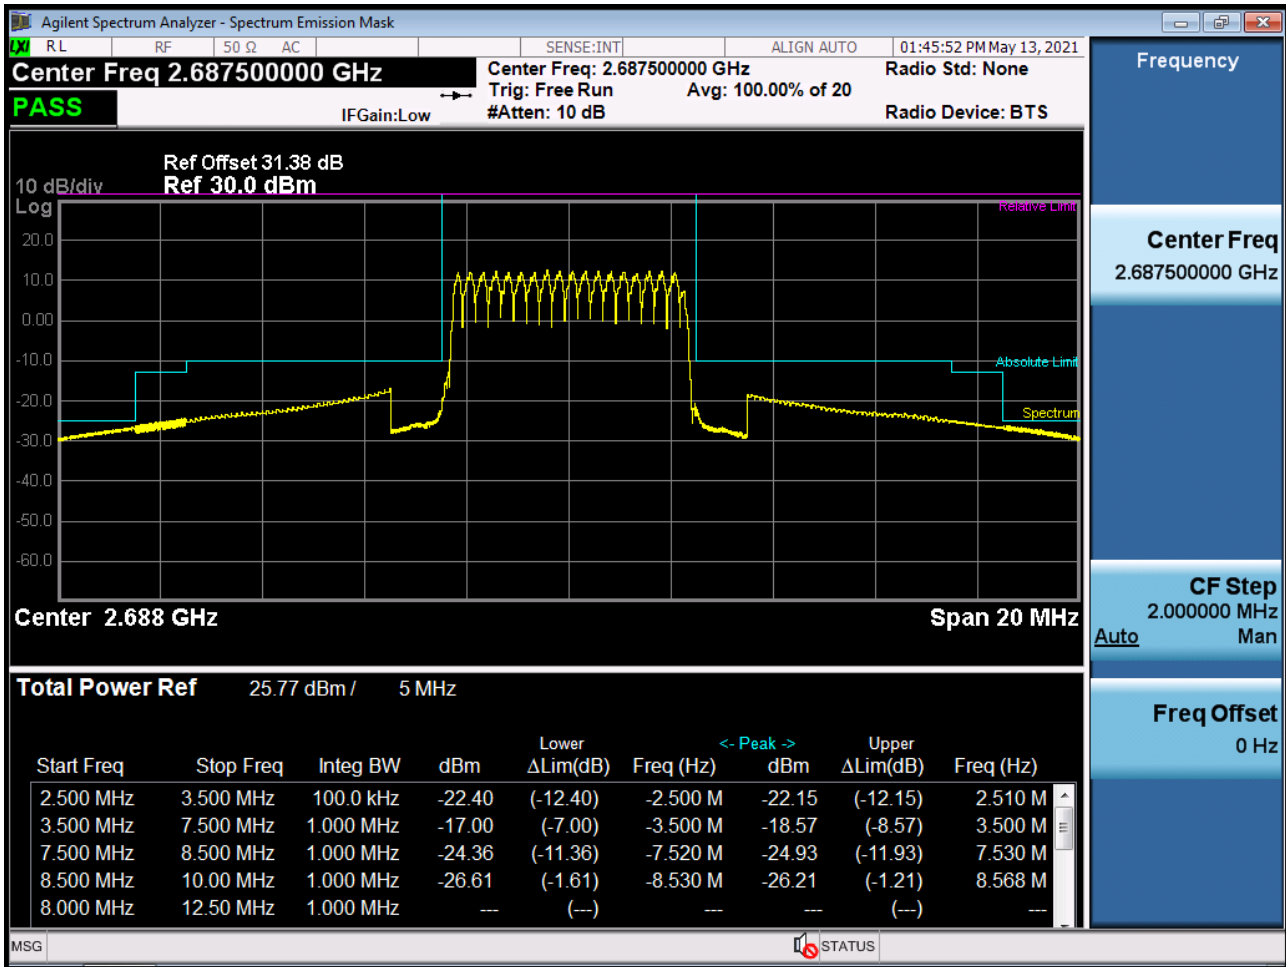 Agilent Spectrum Analyzer - Spectrum Emission Mask
LXI RL RF 50 Ω AC SENSE:INT ALIGN AUTO 01:45:52 PM May 13, 2021
Center Freq 2.687500000 GHz
PASS
IFGain:Low
Center Freq: 2.687500000 GHz
Trig: Free Run Avg: 100.00% of 20
#Atten: 10 dB
Radio Std: None
Radio Device: BTS
Ref Offset 31.38 dB
10 dB/div Ref 30.0 dBm
Log
Relative Limit
20.0
10.0
0.00
-10.0
Absolute Limit
-20.0
Spectrum
-30.0
-40.0
-50.0
-60.0
Center 2.688 GHz Span 20 MHz
Total Power Ref 25.77 dBm / 5 MHz
Lower <- Peak -> Upper
Start Freq Stop Freq Integ BW dBm ΔLim(dB) Freq (Hz) dBm ΔLim(dB) Freq (Hz)
2.500 MHz 3.500 MHz 100.0 kHz -22.40 (-12.40) -2.500 M -22.15 (-12.15) 2.510 M
3.500 MHz 7.500 MHz 1.000 MHz -17.00 (-7.00) -3.500 M -18.57 (-8.57) 3.500 M
7.500 MHz 8.500 MHz 1.000 MHz -24.36 (-11.36) -7.520 M -24.93 (-11.93) 7.530 M
8.500 MHz 10.00 MHz 1.000 MHz -26.61 (-1.61) -8.530 M -26.21 (-1.21) 8.568 M
8.000 MHz 12.50 MHz 1.000 MHz --- (---) --- --- (---) ---
MSG STATUS
Frequency
Center Freq
2.687500000 GHz
CF Step
2.000000 MHz
Auto Man
Freq Offset
0 Hz